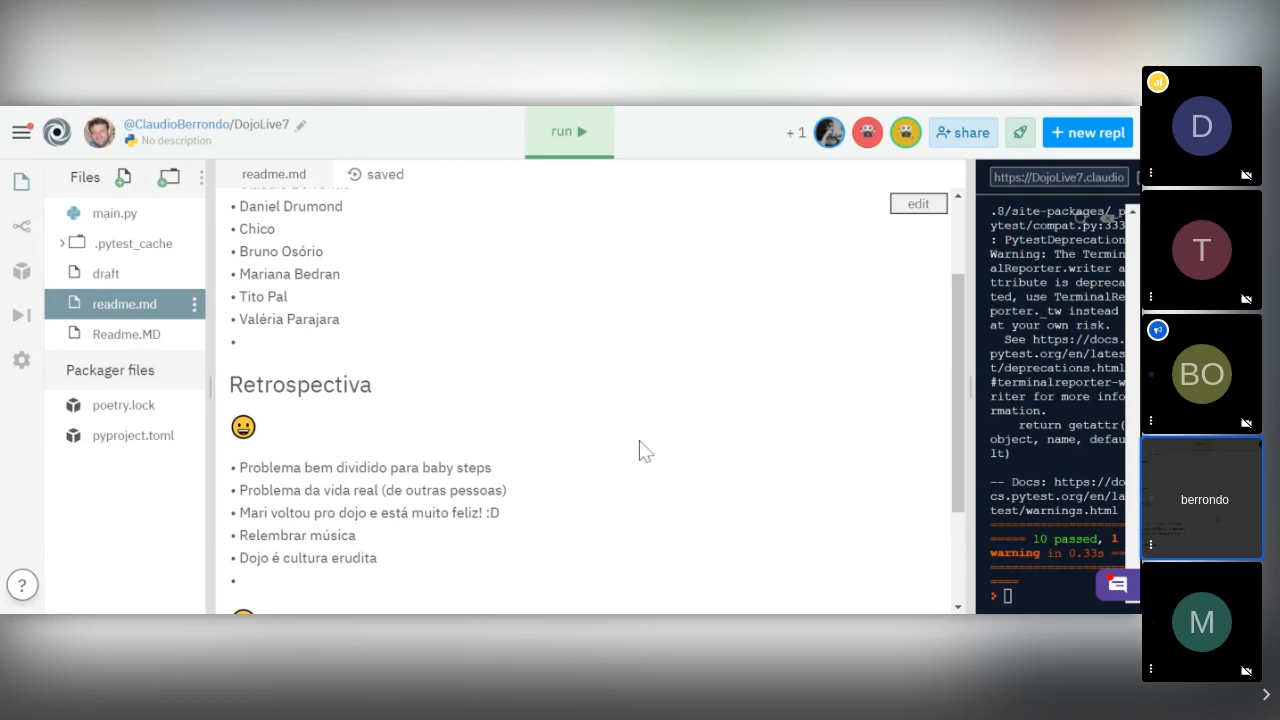 @ClaudioBerrondo/DojoLive7
No description
run
+ 1
share
+ new repl
Files
main.py
.pytest_cache
draft
readme.md
Readme.MD
Packager files
poetry.lock
pyproject.toml
?
readme.md
saved
edit
• Daniel Drumond
• Chico
• Bruno Osório
• Mariana Bedran
• Tito Pal
• Valéria Parajara
•
Retrospectiva
• Problema bem dividido para baby steps
• Problema da vida real (de outras pessoas)
• Mari voltou pro dojo e está muito feliz! :D
• Relembrar música
• Dojo é cultura erudita
•
https://DojoLive7.claudio
.8/site-packages/_p
ytest/compat.py:333
: PytestDeprecation
Warning: The Termin
alReporter.writer a
ttribute is depreca
ted, use TerminalRe
porter._tw instead
at your own risk.
See https://docs.
pytest.org/en/lates
t/deprecations.html
#terminalreporter-w
riter for more info
rmation.
return getattr(
object, name, defau
lt)
-- Docs: https://do
cs.pytest.org/en/la
test/warnings.html
===== 10 passed, 1
warning in 0.33s ==
====
D
T
BO
berrondo
M